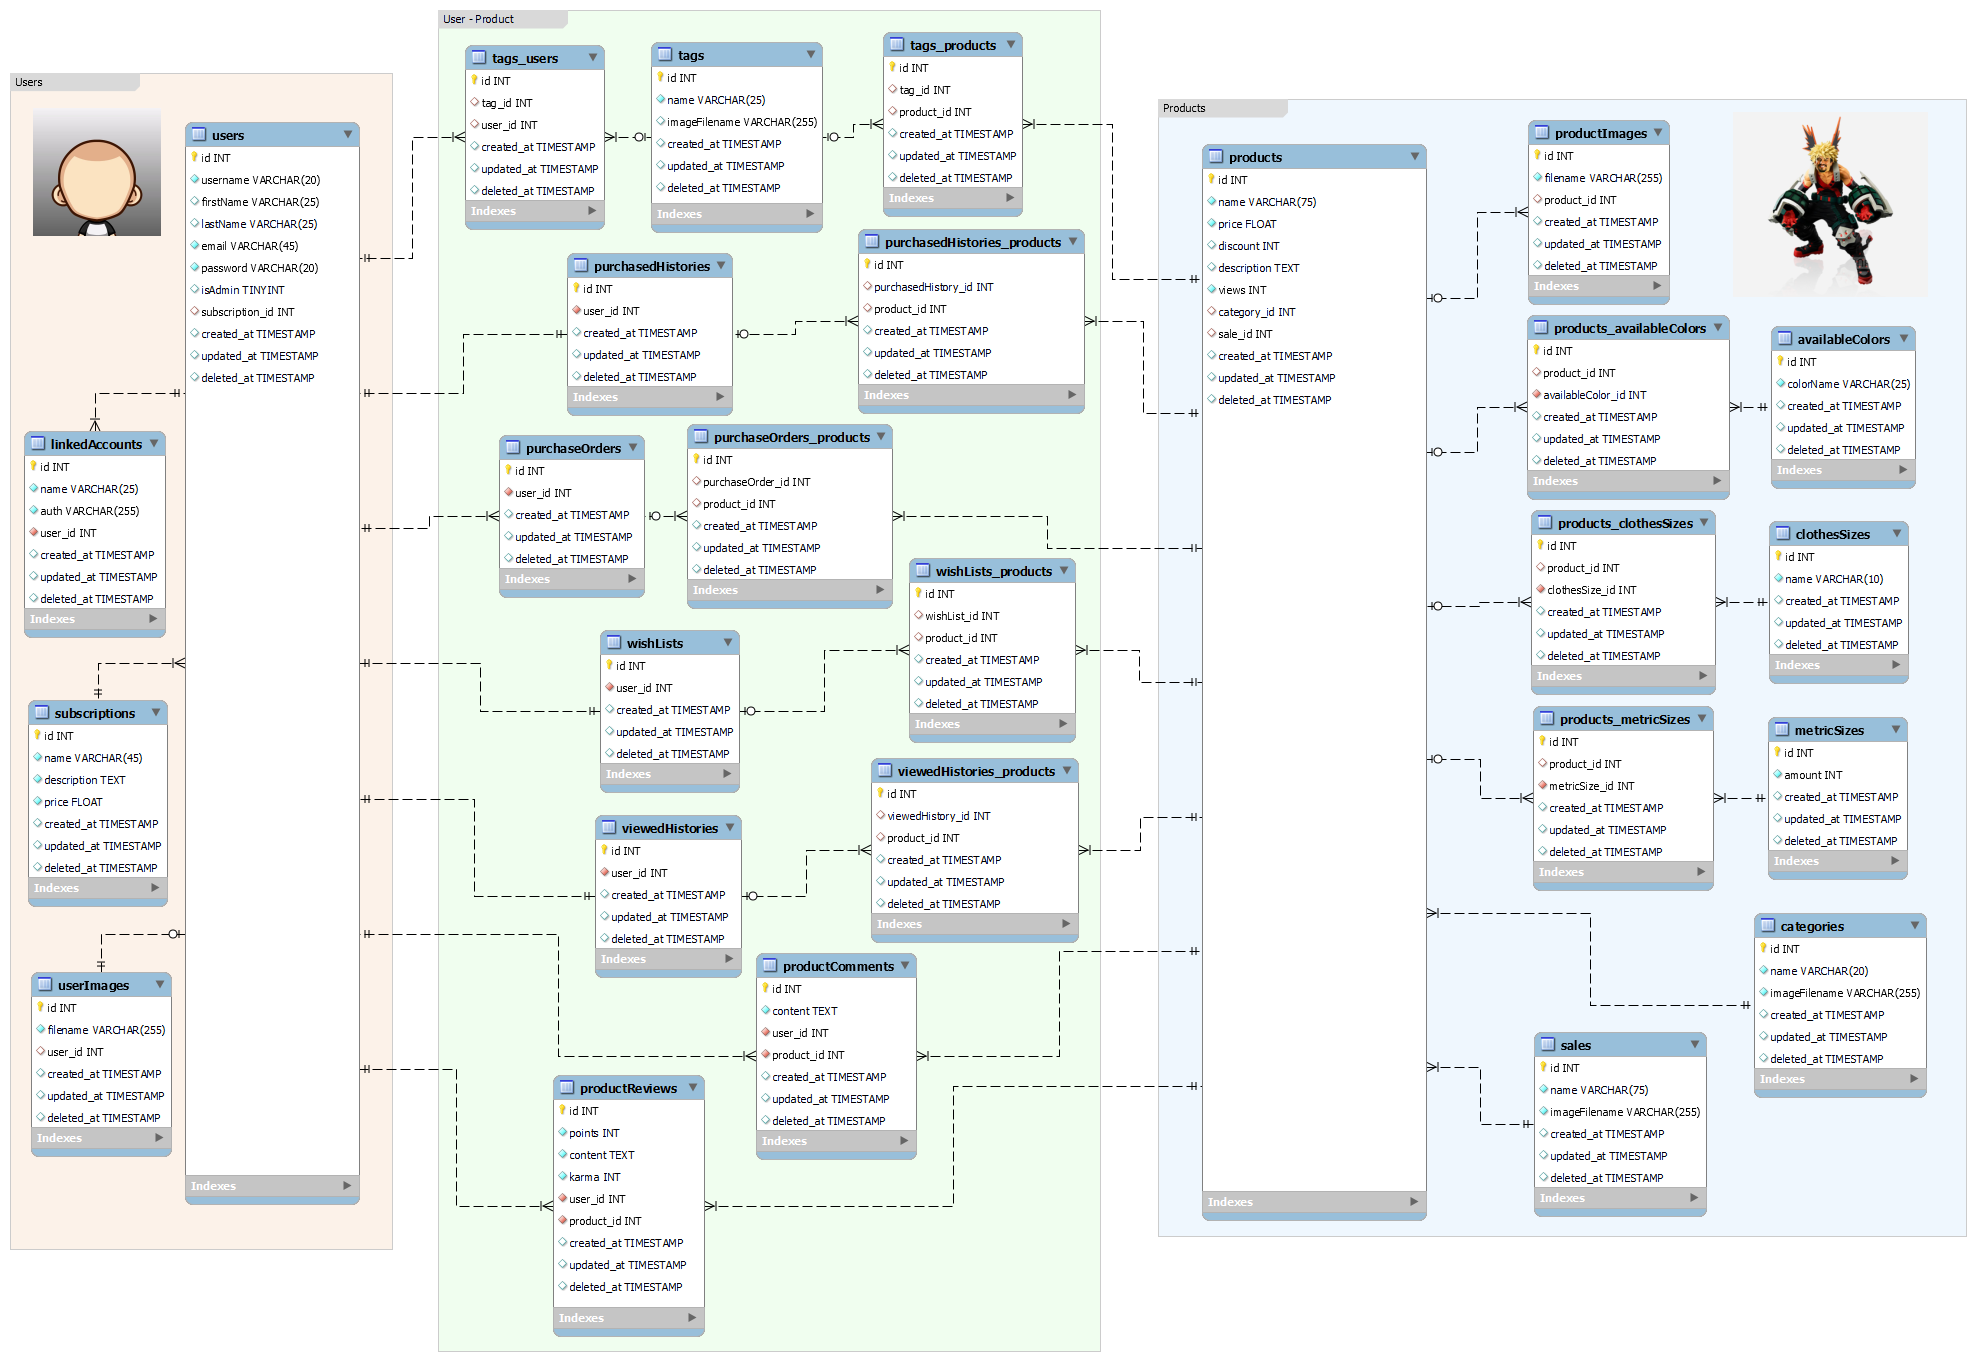 Users
users
id INT
username VARCHAR(20)
firstName VARCHAR(25)
lastName VARCHAR(25)
email VARCHAR(45)
password VARCHAR(20)
isAdmin TINYINT
subscription_id INT
created_at TIMESTAMP
updated_at TIMESTAMP
deleted_at TIMESTAMP
Indexes
linkedAccounts
id INT
name VARCHAR(25)
auth VARCHAR(255)
user_id INT
created_at TIMESTAMP
updated_at TIMESTAMP
deleted_at TIMESTAMP
Indexes
subscriptions
id INT
name VARCHAR(45)
description TEXT
price FLOAT
created_at TIMESTAMP
updated_at TIMESTAMP
deleted_at TIMESTAMP
Indexes
userImages
id INT
filename VARCHAR(255)
user_id INT
created_at TIMESTAMP
updated_at TIMESTAMP
deleted_at TIMESTAMP
Indexes
User - Product
tags_users
id INT
tag_id INT
user_id INT
created_at TIMESTAMP
updated_at TIMESTAMP
deleted_at TIMESTAMP
Indexes
tags
id INT
name VARCHAR(25)
imageFilename VARCHAR(255)
created_at TIMESTAMP
updated_at TIMESTAMP
deleted_at TIMESTAMP
Indexes
tags_products
id INT
tag_id INT
product_id INT
created_at TIMESTAMP
updated_at TIMESTAMP
deleted_at TIMESTAMP
Indexes
purchasedHistories
id INT
user_id INT
created_at TIMESTAMP
updated_at TIMESTAMP
deleted_at TIMESTAMP
Indexes
purchasedHistories_products
id INT
purchasedHistory_id INT
product_id INT
created_at TIMESTAMP
updated_at TIMESTAMP
deleted_at TIMESTAMP
Indexes
purchaseOrders
id INT
user_id INT
created_at TIMESTAMP
updated_at TIMESTAMP
deleted_at TIMESTAMP
Indexes
purchaseOrders_products
id INT
purchaseOrder_id INT
product_id INT
created_at TIMESTAMP
updated_at TIMESTAMP
deleted_at TIMESTAMP
Indexes
wishLists
id INT
user_id INT
created_at TIMESTAMP
updated_at TIMESTAMP
deleted_at TIMESTAMP
Indexes
wishLists_products
id INT
wishList_id INT
product_id INT
created_at TIMESTAMP
updated_at TIMESTAMP
deleted_at TIMESTAMP
Indexes
viewedHistories
id INT
user_id INT
created_at TIMESTAMP
updated_at TIMESTAMP
deleted_at TIMESTAMP
Indexes
viewedHistories_products
id INT
viewedHistory_id INT
product_id INT
created_at TIMESTAMP
updated_at TIMESTAMP
deleted_at TIMESTAMP
Indexes
productComments
id INT
content TEXT
user_id INT
product_id INT
created_at TIMESTAMP
updated_at TIMESTAMP
deleted_at TIMESTAMP
Indexes
productReviews
id INT
points INT
content TEXT
karma INT
user_id INT
product_id INT
created_at TIMESTAMP
updated_at TIMESTAMP
deleted_at TIMESTAMP
Indexes
Products
products
id INT
name VARCHAR(75)
price FLOAT
discount INT
description TEXT
views INT
category_id INT
sale_id INT
created_at TIMESTAMP
updated_at TIMESTAMP
deleted_at TIMESTAMP
Indexes
productImages
id INT
filename VARCHAR(255)
product_id INT
created_at TIMESTAMP
updated_at TIMESTAMP
deleted_at TIMESTAMP
Indexes
products_availableColors
id INT
product_id INT
availableColor_id INT
created_at TIMESTAMP
updated_at TIMESTAMP
deleted_at TIMESTAMP
Indexes
availableColors
id INT
colorName VARCHAR(25)
created_at TIMESTAMP
updated_at TIMESTAMP
deleted_at TIMESTAMP
Indexes
products_clothesSizes
id INT
product_id INT
clothesSize_id INT
created_at TIMESTAMP
updated_at TIMESTAMP
deleted_at TIMESTAMP
Indexes
clothesSizes
id INT
name VARCHAR(10)
created_at TIMESTAMP
updated_at TIMESTAMP
deleted_at TIMESTAMP
Indexes
products_metricSizes
id INT
product_id INT
metricSize_id INT
created_at TIMESTAMP
updated_at TIMESTAMP
deleted_at TIMESTAMP
Indexes
metricSizes
id INT
amount INT
created_at TIMESTAMP
updated_at TIMESTAMP
deleted_at TIMESTAMP
Indexes
categories
id INT
name VARCHAR(20)
imageFilename VARCHAR(255)
created_at TIMESTAMP
updated_at TIMESTAMP
deleted_at TIMESTAMP
Indexes
sales
id INT
name VARCHAR(75)
imageFilename VARCHAR(255)
created_at TIMESTAMP
updated_at TIMESTAMP
deleted_at TIMESTAMP
Indexes